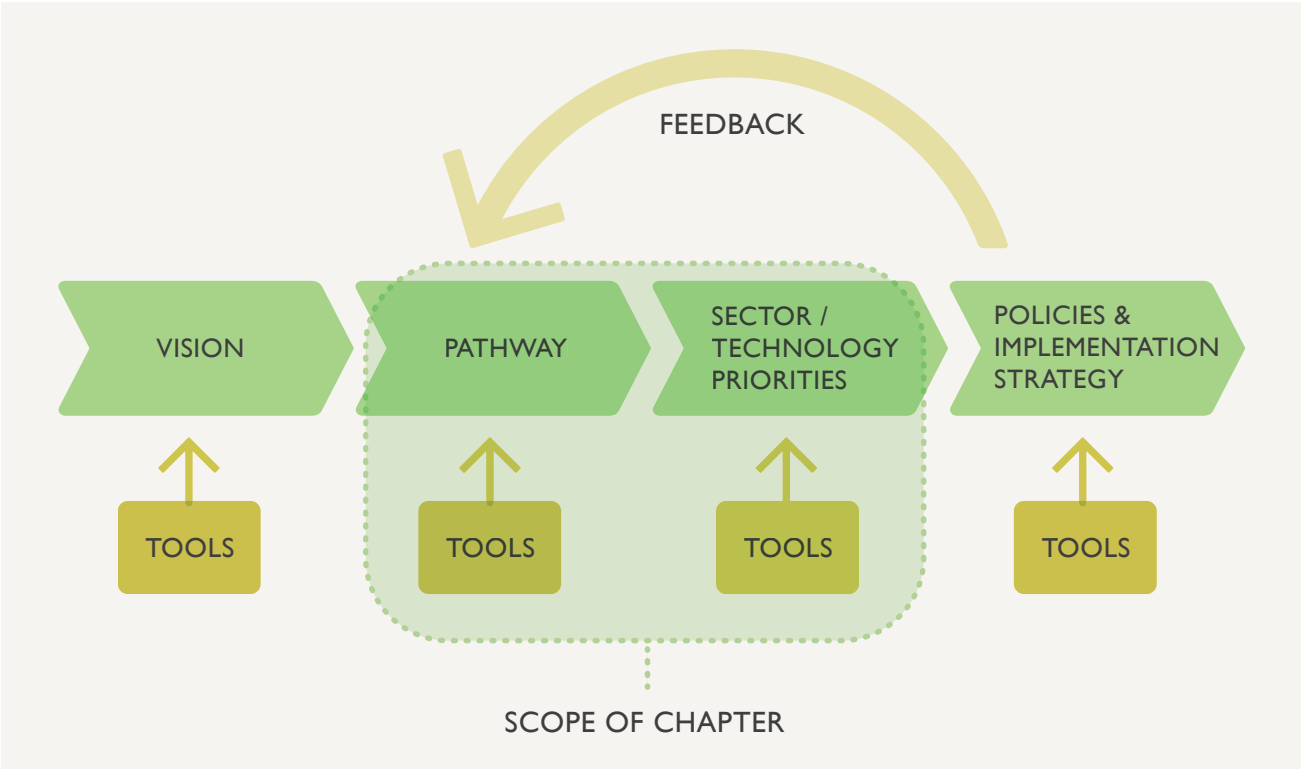 FEEDBACK
VISION
PATHWAY
SECTOR /
TECHNOLOGY
PRIORITIES
POLICIES &
IMPLEMENTATION
STRATEGY
TOOLS
TOOLS
TOOLS
TOOLS
SCOPE OF CHAPTER